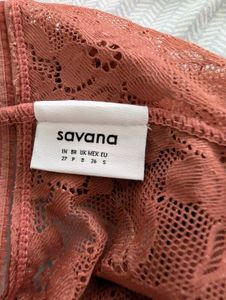 savana
IN BR UK MEX EU
27 P 8 26 S